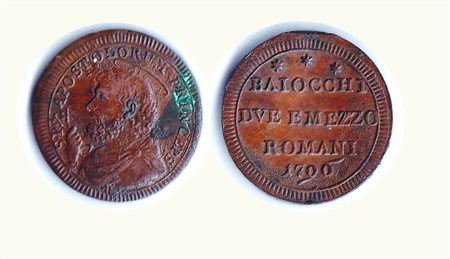 S·P·APOSTOLORUM PRINCEPS
BAIOCCHI
DVE E MEZZO
ROMANI
1796